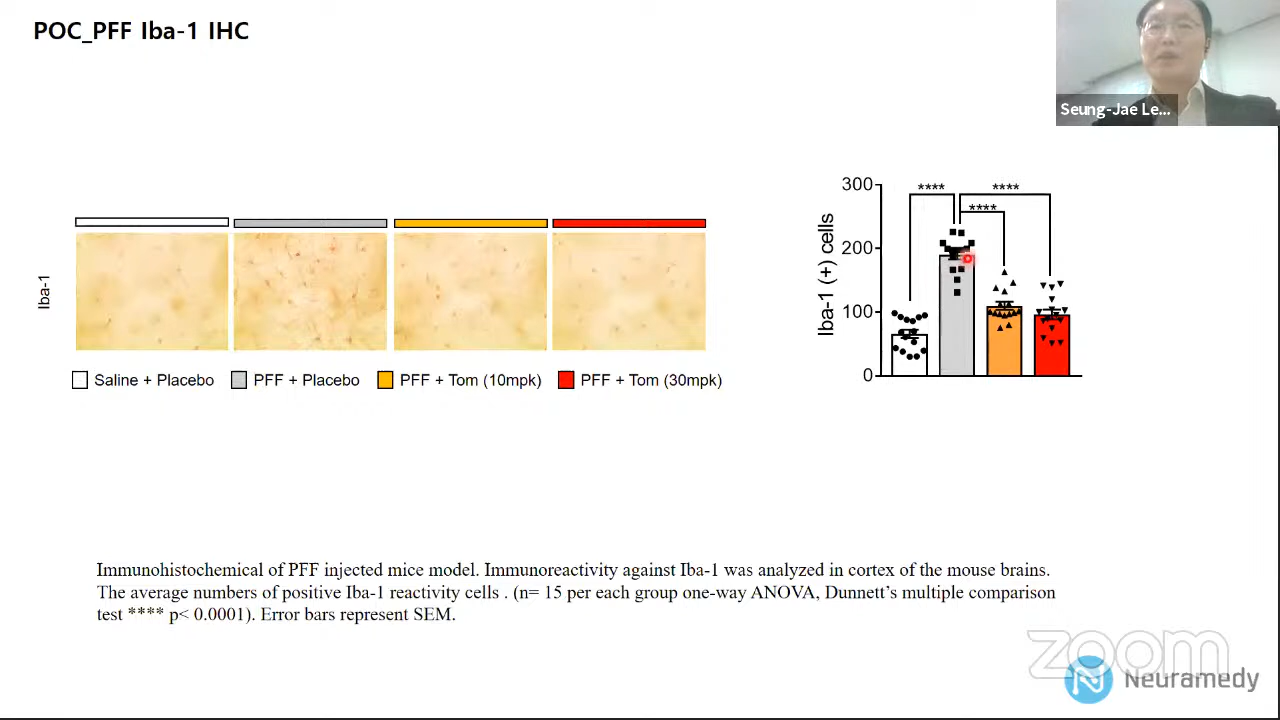 POC_PFF Iba-1 IHC
Seung-Jae Le...
Iba-1
Saline + Placebo
PFF + Placebo
PFF + Tom (10mpk)
PFF + Tom (30mpk)
Iba-1 (+) cells
300
200
100
0
****
****
****
Immunohistochemical of PFF injected mice model. Immunoreactivity against Iba-1 was analyzed in cortex of the mouse brains.
The average numbers of positive Iba-1 reactivity cells . (n= 15 per each group one-way ANOVA, Dunnett's multiple comparison
test **** p< 0.0001). Error bars represent SEM.
zoom
Neuramedy